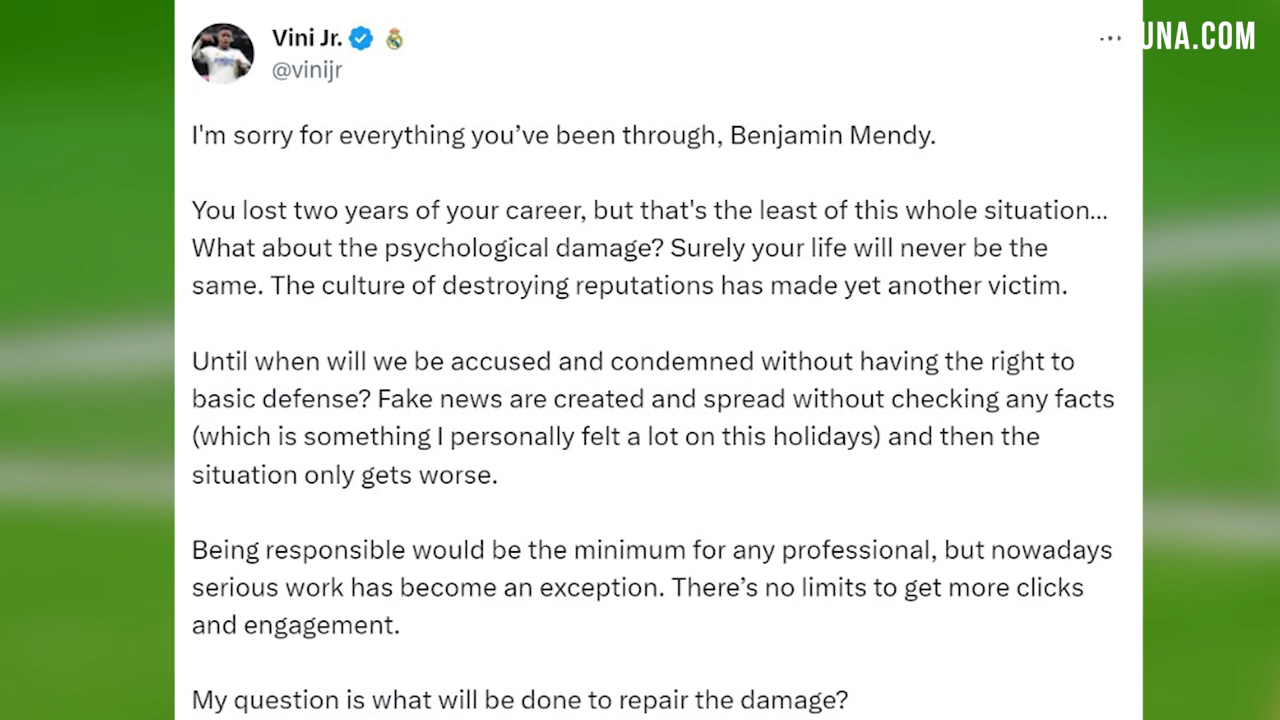 Vini Jr.
@vinijr
UNA.COM
I'm sorry for everything you’ve been through, Benjamin Mendy.
You lost two years of your career, but that's the least of this whole situation...
What about the psychological damage? Surely your life will never be the
same. The culture of destroying reputations has made yet another victim.
Until when will we be accused and condemned without having the right to
basic defense? Fake news are created and spread without checking any facts
(which is something I personally felt a lot on this holidays) and then the
situation only gets worse.
Being responsible would be the minimum for any professional, but nowadays
serious work has become an exception. There’s no limits to get more clicks
and engagement.
My question is what will be done to repair the damage?